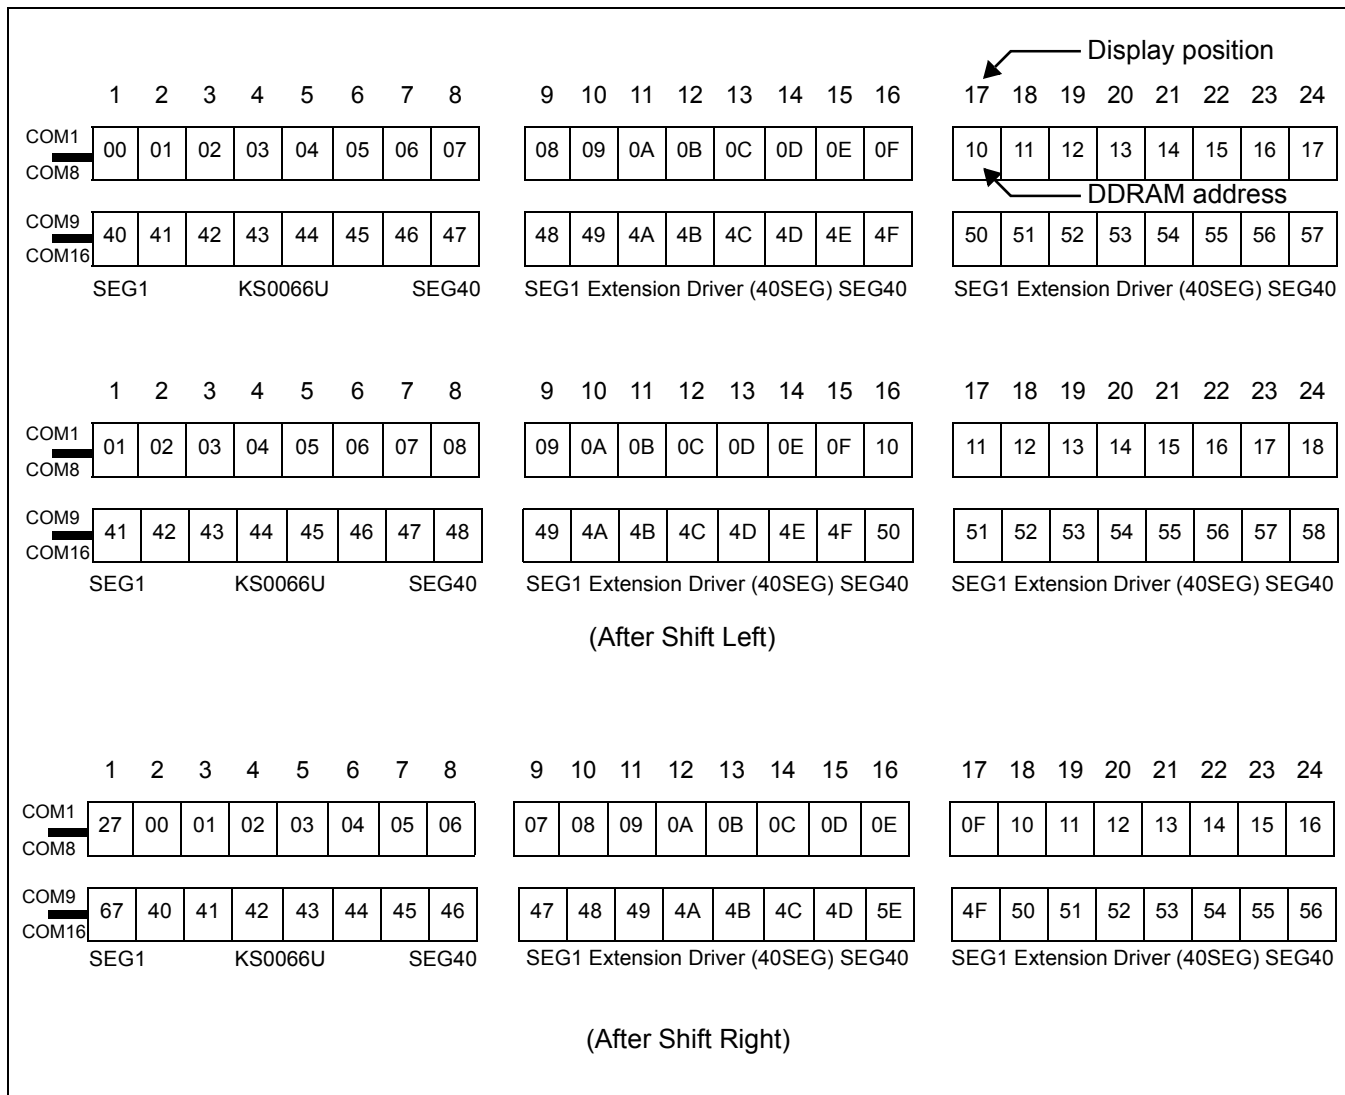 Display position
1 2 3 4 5 6 7 8 9 10 11 12 13 14 15 16 17 18 19 20 21 22 23 24
COM1
00 01 02 03 04 05 06 07 08 09 0A 0B 0C 0D 0E 0F 10 11 12 13 14 15 16 17
COM8
DDRAM address
COM9
40 41 42 43 44 45 46 47 48 49 4A 4B 4C 4D 4E 4F 50 51 52 53 54 55 56 57
COM16
SEG1 KS0066U SEG40 SEG1 Extension Driver (40SEG) SEG40 SEG1 Extension Driver (40SEG) SEG40
1 2 3 4 5 6 7 8 9 10 11 12 13 14 15 16 17 18 19 20 21 22 23 24
COM1
01 02 03 04 05 06 07 08 09 0A 0B 0C 0D 0E 0F 10 11 12 13 14 15 16 17 18
COM8
COM9
41 42 43 44 45 46 47 48 49 4A 4B 4C 4D 4E 4F 50 51 52 53 54 55 56 57 58
COM16
SEG1 KS0066U SEG40 SEG1 Extension Driver (40SEG) SEG40 SEG1 Extension Driver (40SEG) SEG40
(After Shift Left)
1 2 3 4 5 6 7 8 9 10 11 12 13 14 15 16 17 18 19 20 21 22 23 24
COM1
27 00 01 02 03 04 05 06 07 08 09 0A 0B 0C 0D 0E 0F 10 11 12 13 14 15 16
COM8
COM9
67 40 41 42 43 44 45 46 47 48 49 4A 4B 4C 4D 5E 4F 50 51 52 53 54 55 56
COM16
SEG1 KS0066U SEG40 SEG1 Extension Driver (40SEG) SEG40 SEG1 Extension Driver (40SEG) SEG40
(After Shift Right)